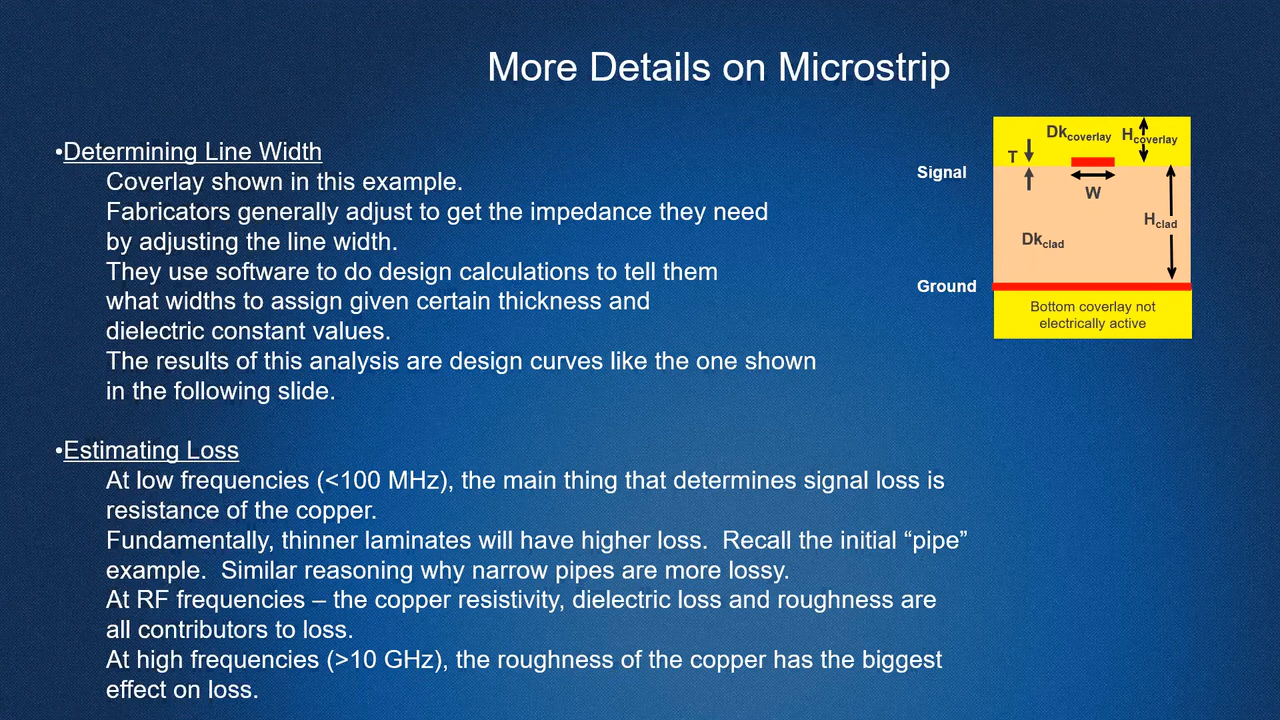 More Details on Microstrip
•Determining Line Width
Coverlay shown in this example.
Fabricators generally adjust to get the impedance they need
by adjusting the line width.
They use software to do design calculations to tell them
what widths to assign given certain thickness and
dielectric constant values.
The results of this analysis are design curves like the one shown
in the following slide.
•Estimating Loss
At low frequencies (<100 MHz), the main thing that determines signal loss is
resistance of the copper.
Fundamentally, thinner laminates will have higher loss.  Recall the initial “pipe”
example.  Similar reasoning why narrow pipes are more lossy.
At RF frequencies – the copper resistivity, dielectric loss and roughness are
all contributors to loss.
At high frequencies (>10 GHz), the roughness of the copper has the biggest
effect on loss.
Dkcoverlay
Hcoverlay
T
Signal
W
Hclad
Dkclad
Ground
Bottom coverlay not
electrically active